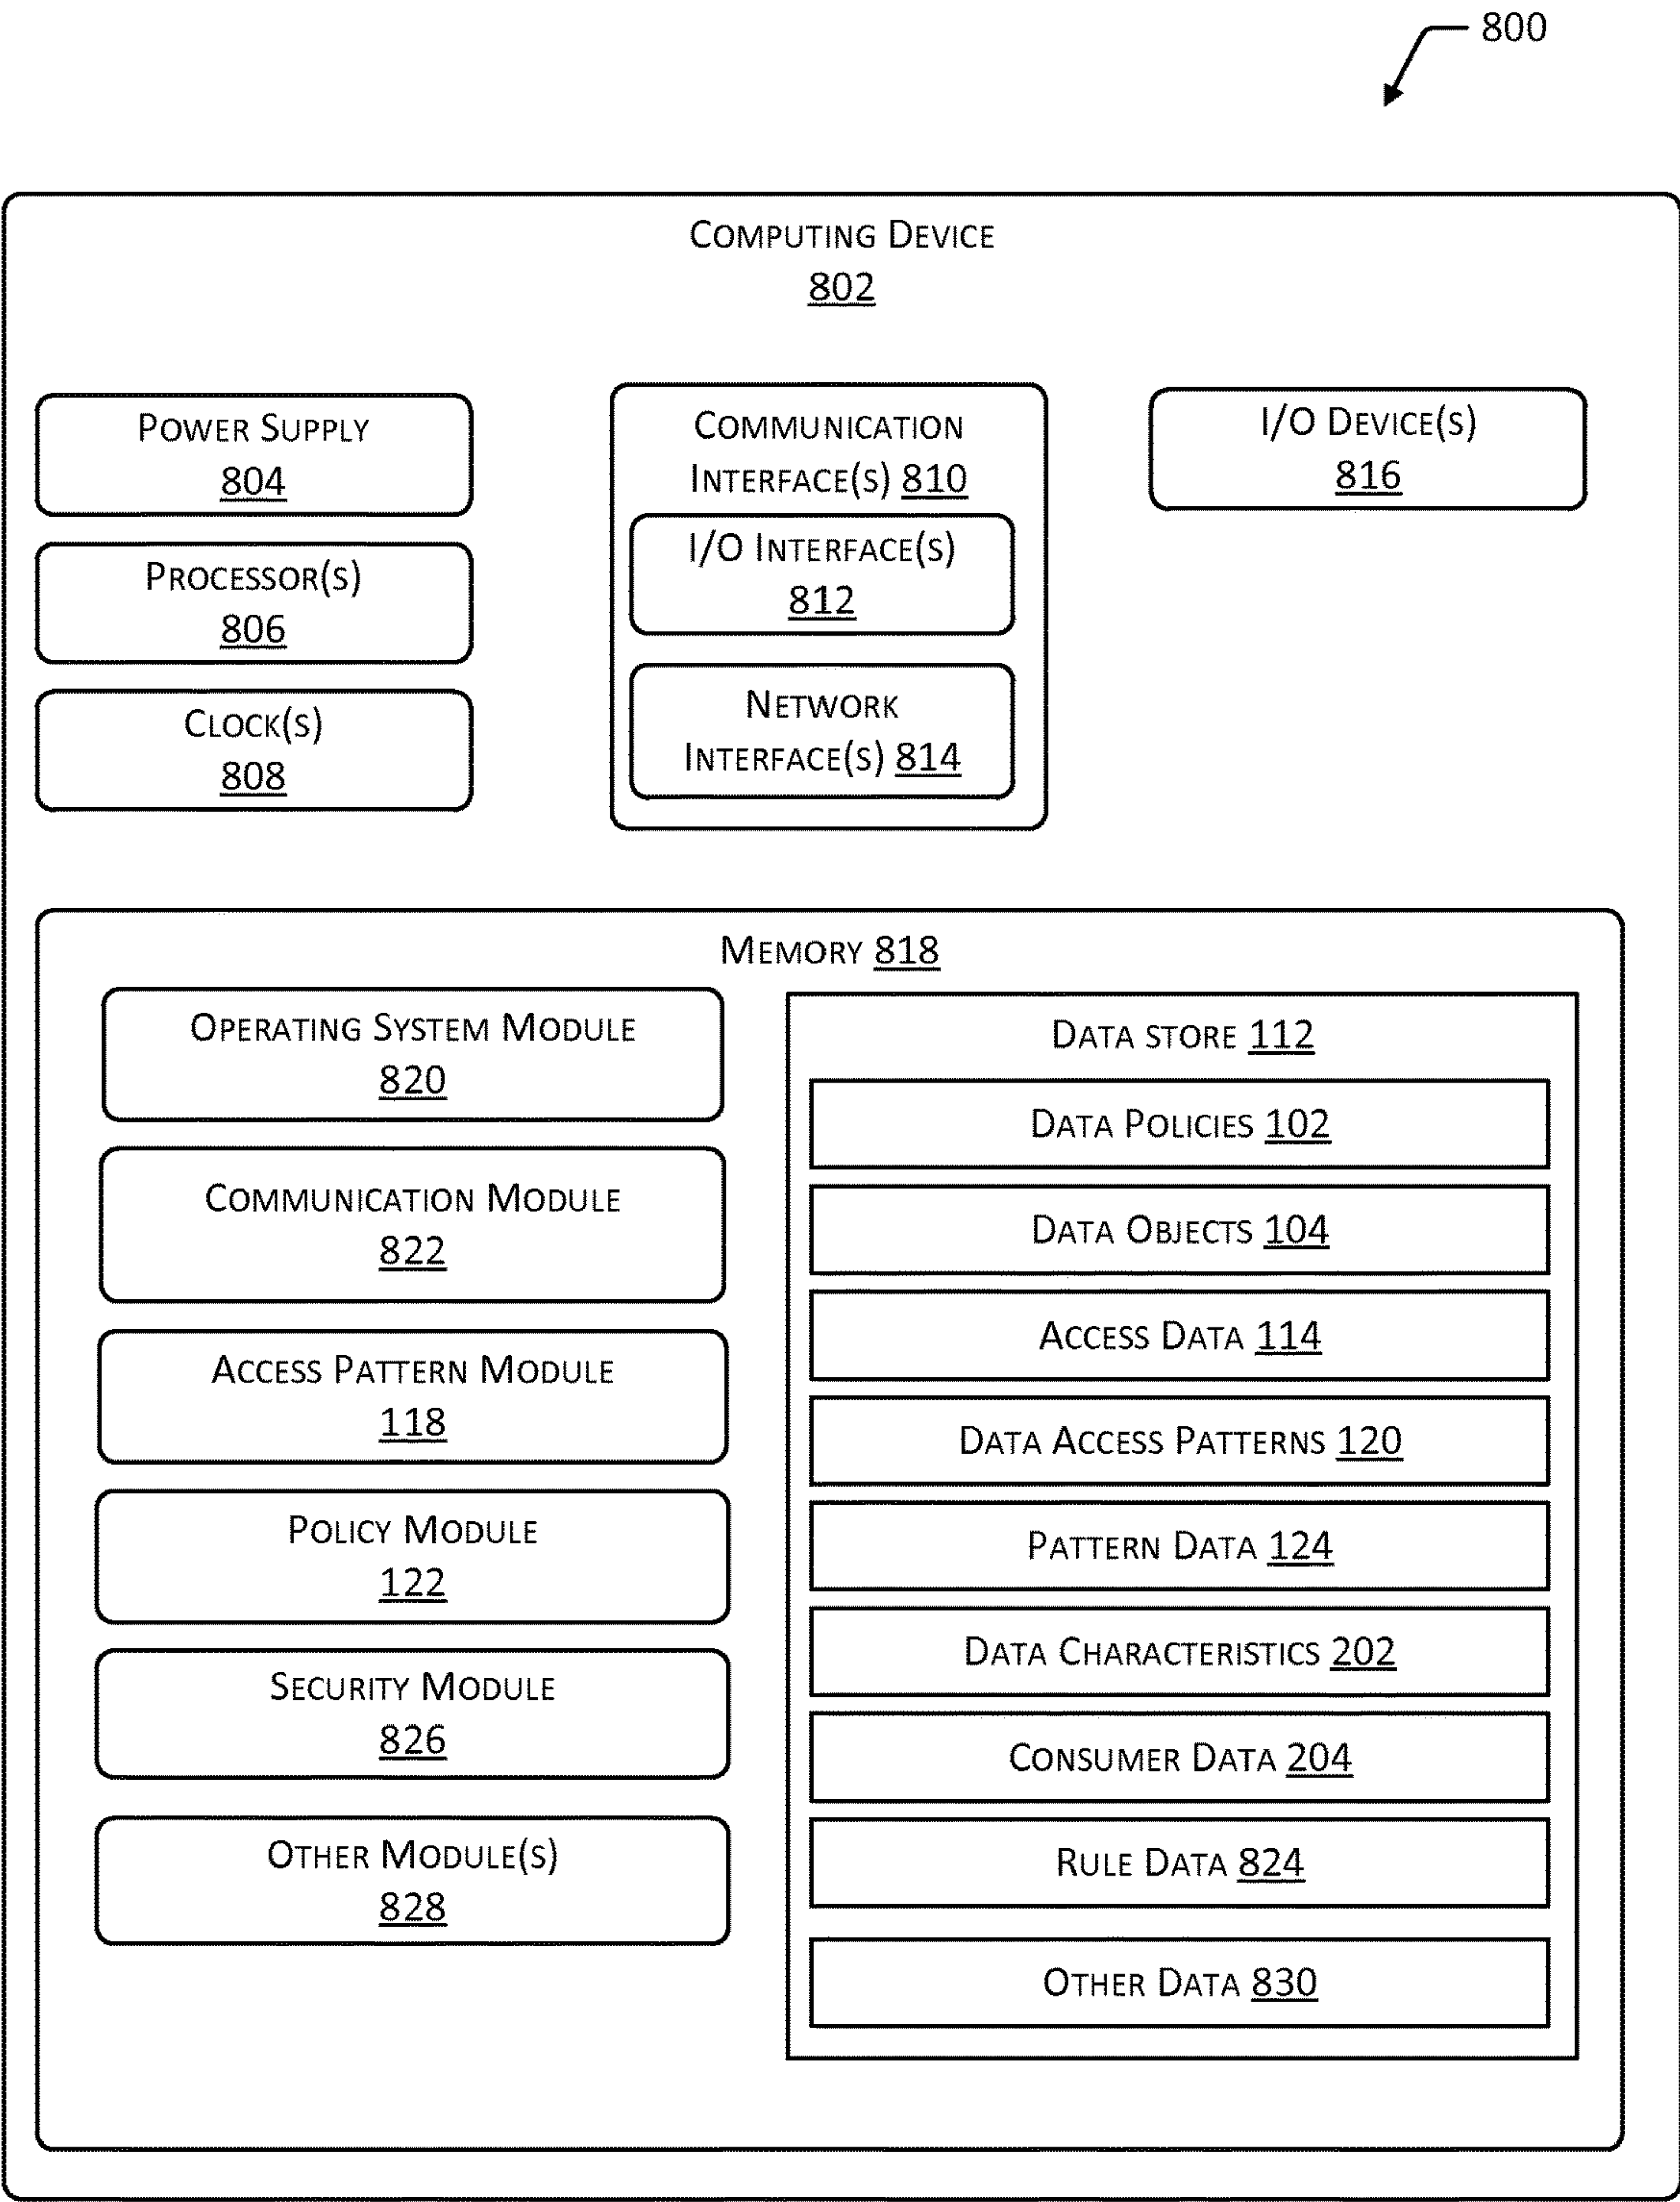 800
Computing Device
802
Power Supply
804
Processor(s)
806
Clock(s)
808
Communication
Interface(s) 810
I/O Interface(s)
812
Network
Interface(s) 814
I/O Device(s)
816
Memory 818
Operating System Module
820
Communication Module
822
Access Pattern Module
118
Policy Module
122
Security Module
826
Other Module(s)
828
Data store 112
Data Policies 102
Data Objects 104
Access Data 114
Data Access Patterns 120
Pattern Data 124
Data Characteristics 202
Consumer Data 204
Rule Data 824
Other Data 830